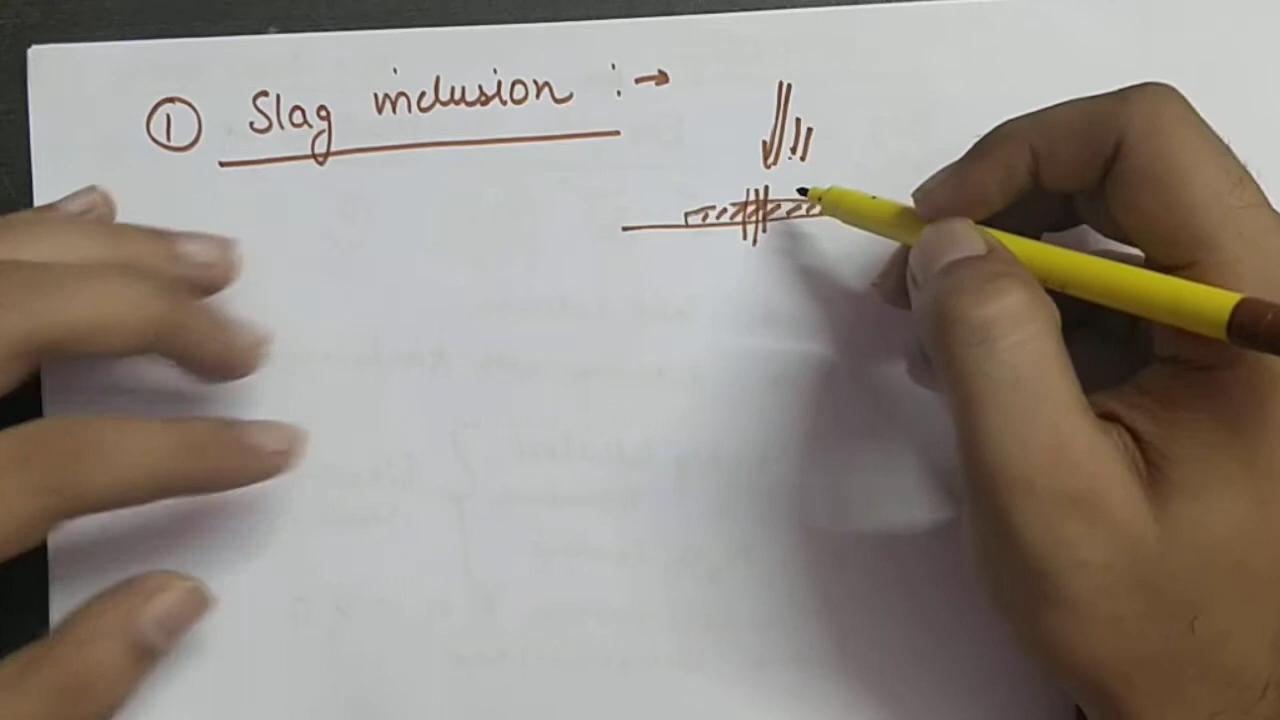 ① Slag inclusion :→